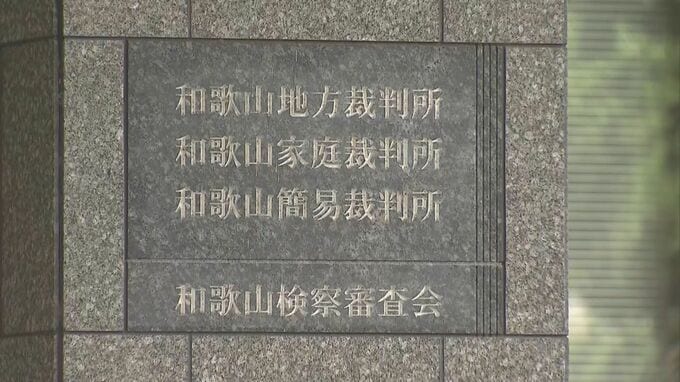 和歌山地方裁判所
和歌山家庭裁判所
和歌山簡易裁判所
和歌山検察審査会